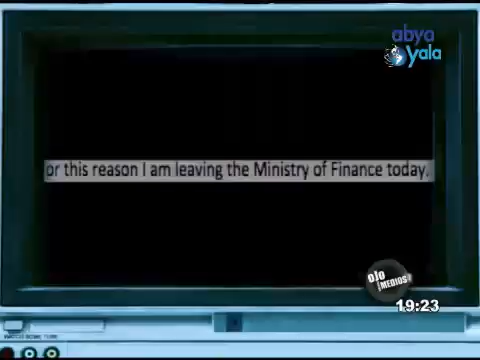 abya
yala
or this reason I am leaving the Ministry of Finance today.
ojo
MEDIOS
19:23